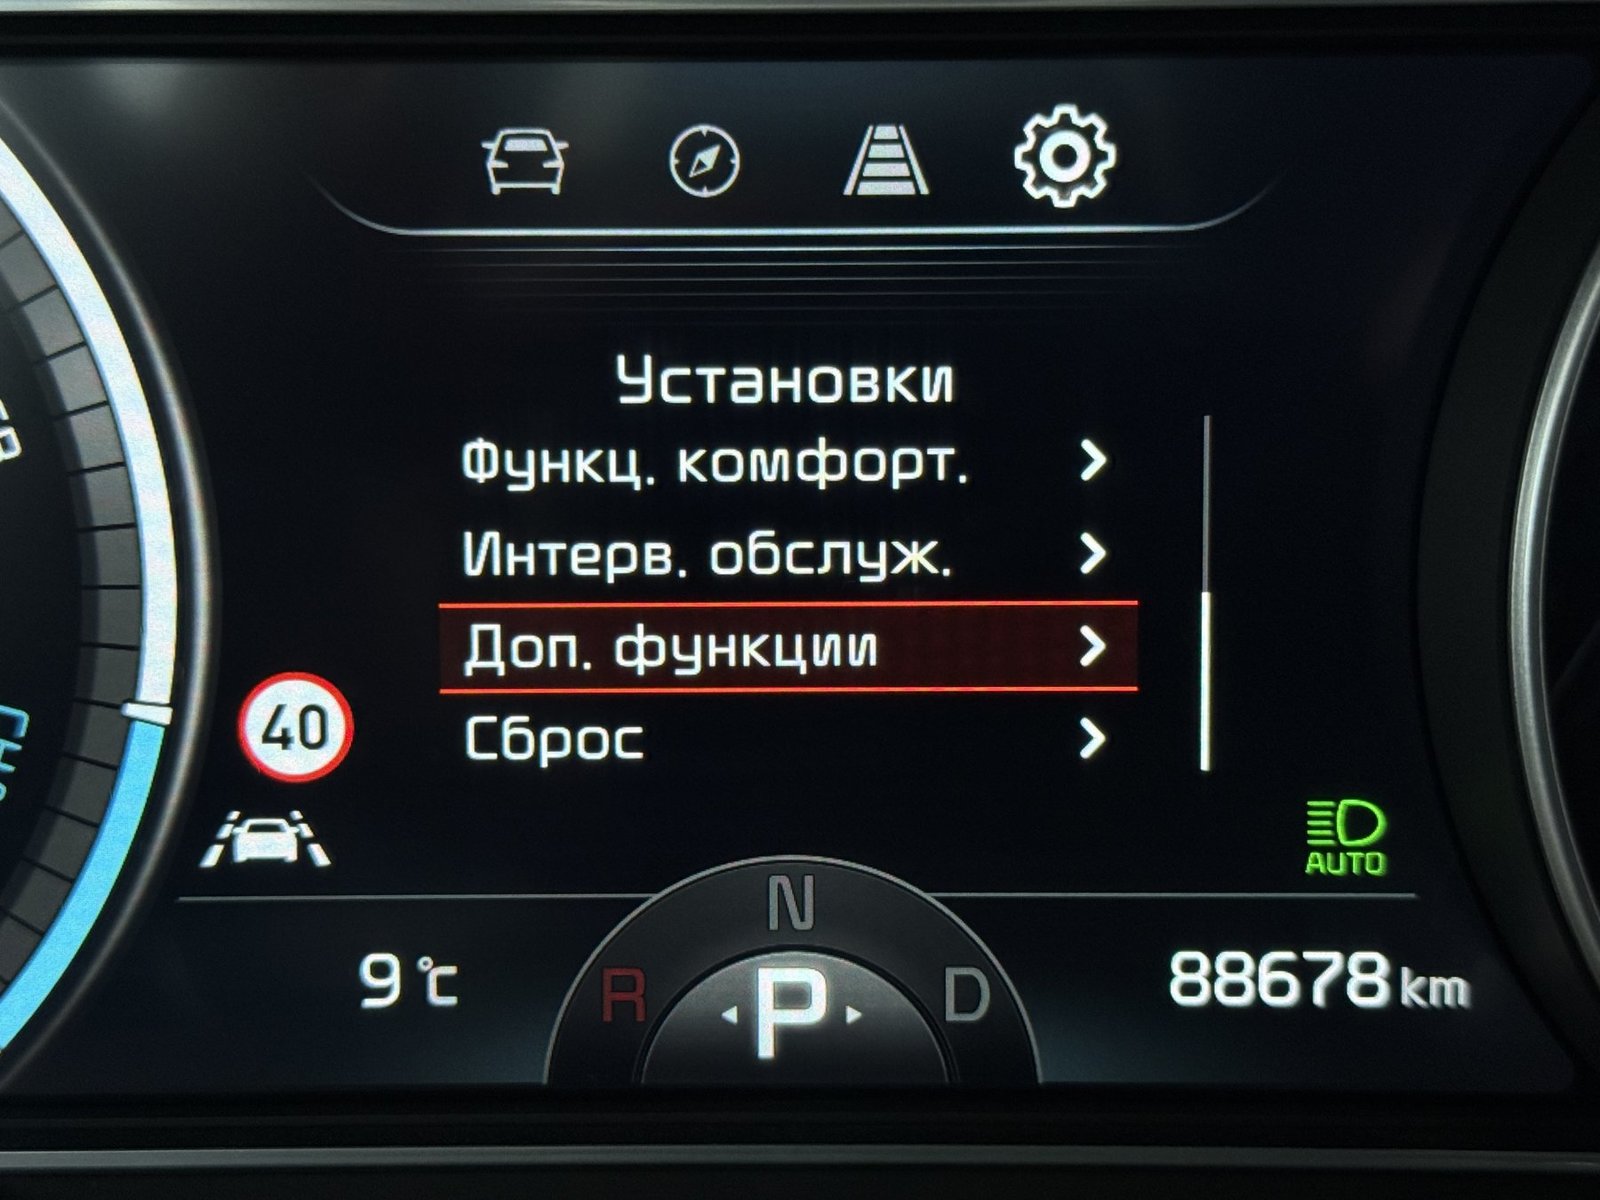 Установки
Функц. комфорт.
Интерв. обслуж.
Доп. функции
Сброс
40
AUTO
N
R
P
D
9 °C
88678 km